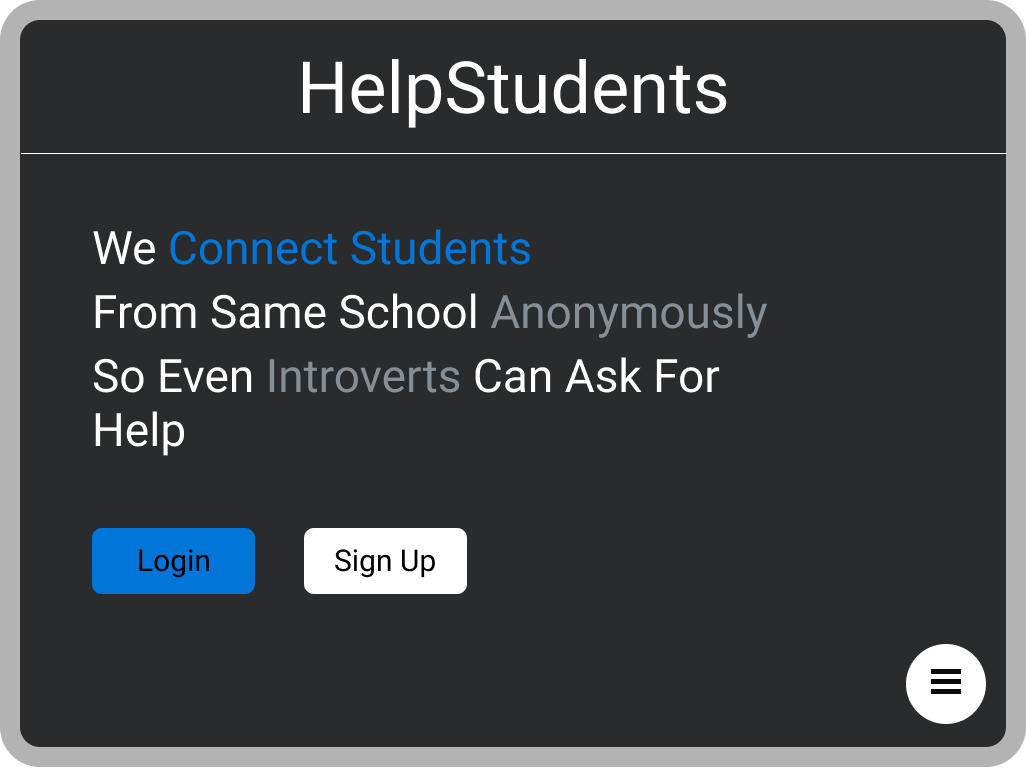 HelpStudents
We Connect Students
From Same School Anonymously
So Even Introverts Can Ask For
Help
Login
Sign Up